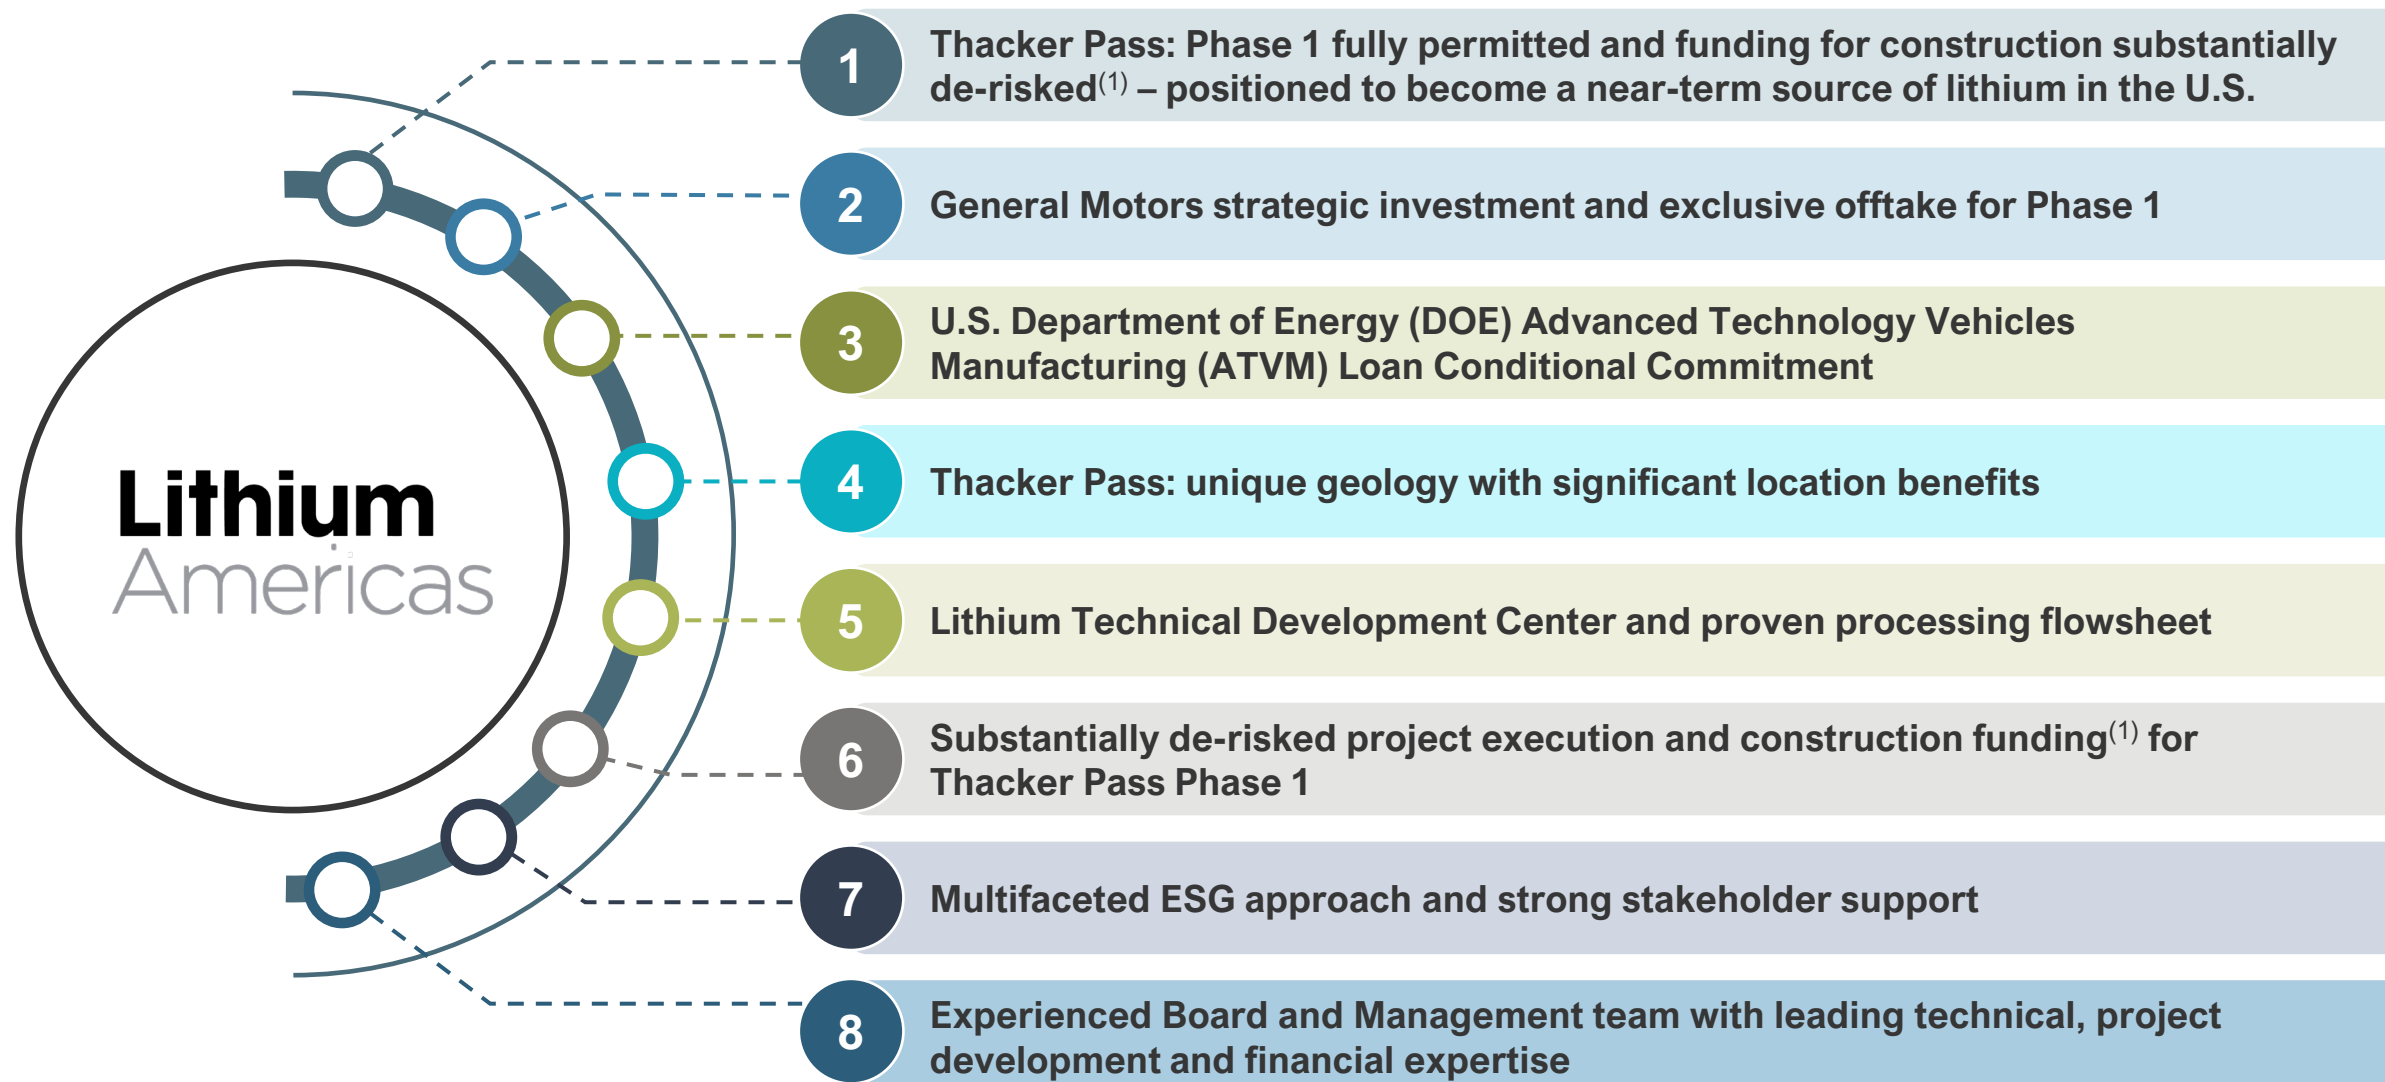 Lithium
Americas
1
Thacker Pass: Phase 1 fully permitted and funding for construction substantially
de-risked(1) – positioned to become a near-term source of lithium in the U.S.
2
General Motors strategic investment and exclusive offtake for Phase 1
3
U.S. Department of Energy (DOE) Advanced Technology Vehicles
Manufacturing (ATVM) Loan Conditional Commitment
4
Thacker Pass: unique geology with significant location benefits
5
Lithium Technical Development Center and proven processing flowsheet
6
Substantially de-risked project execution and construction funding(1) for
Thacker Pass Phase 1
7
Multifaceted ESG approach and strong stakeholder support
8
Experienced Board and Management team with leading technical, project
development and financial expertise